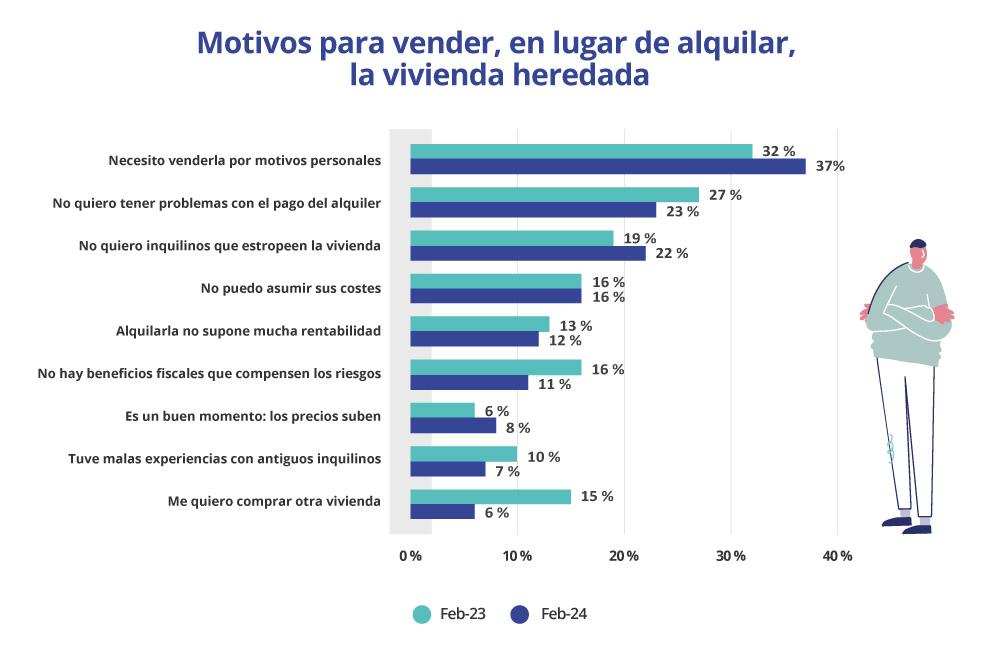 Motivos para vender, en lugar de alquilar,
la vivienda heredada
Necesito venderla por motivos personales
32 %
37%
No quiero tener problemas con el pago del alquiler
27 %
23 %
No quiero inquilinos que estropeen la vivienda
19 %
22 %
No puedo asumir sus costes
16 %
16 %
Alquilarla no supone mucha rentabilidad
13 %
12 %
No hay beneficios fiscales que compensen los riesgos
16 %
11 %
Es un buen momento: los precios suben
6 %
8 %
Tuve malas experiencias con antiguos inquilinos
10 %
7 %
Me quiero comprar otra vivienda
15 %
6 %
0 % 10 % 20 % 30 % 40 %
Feb-23 Feb-24